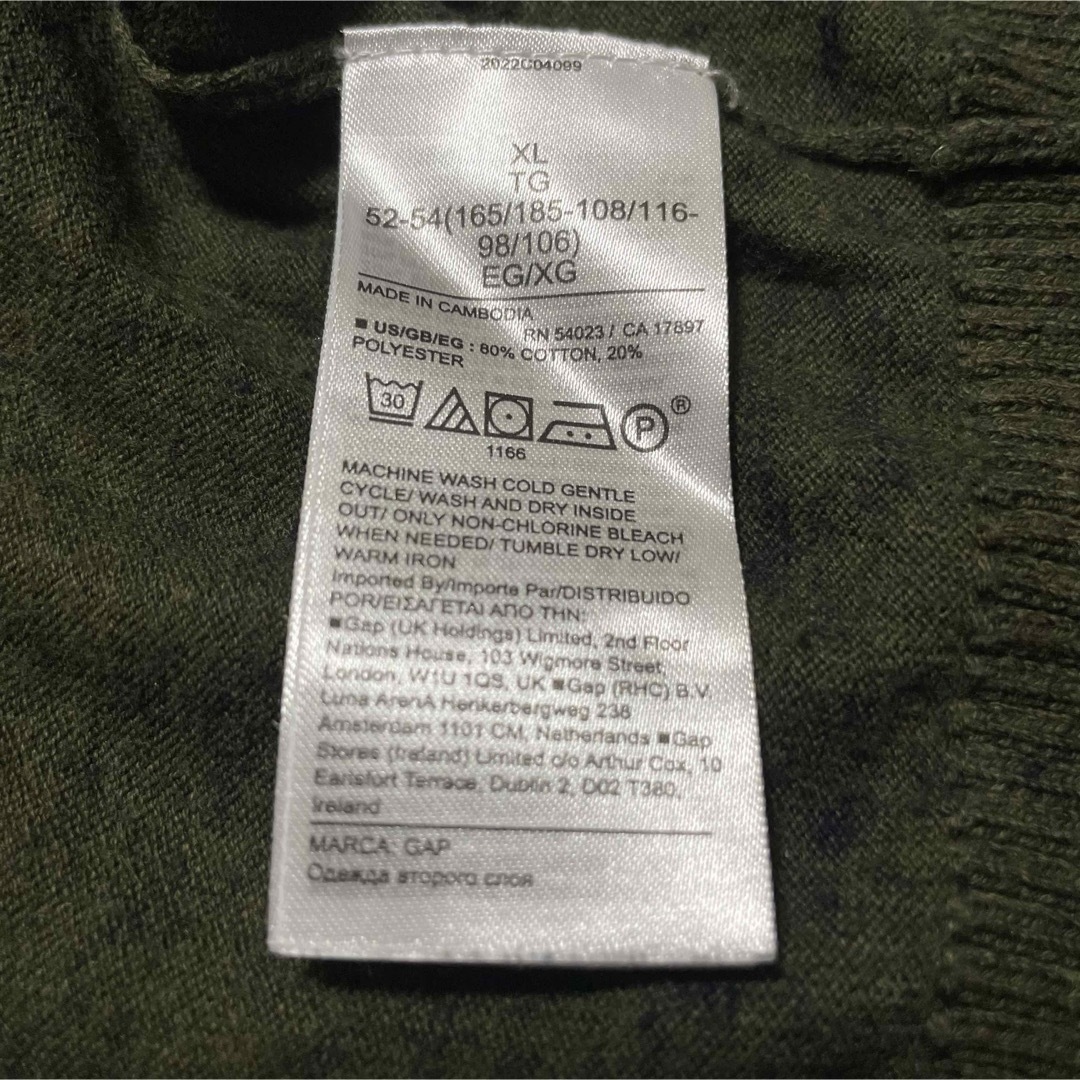 2022C04099
XL
TG
52-54(165/185-108/116-
98/106)
EG/XG
MADE IN CAMBODIA
RN 54023 / CA 17897
■ US/GB/EG : 80% COTTON, 20%
POLYESTER
30
P
®
1166
MACHINE WASH COLD GENTLE
CYCLE/ WASH AND DRY INSIDE
OUT/ ONLY NON-CHLORINE BLEACH
WHEN NEEDED/ TUMBLE DRY LOW/
WARM IRON
Imported By/Importe Par/DISTRIBUIDO
POR/ΕΙΣΑΓΕΤΑΙ ΑΠΟ ΤΗΝ:
■Gap (UK Holdings) Limited, 2nd Floor
Nations House, 103 Wigmore Street,
London, W1U 1QS, UK ■Gap (RHC) B.V.
Luna ArenA Herikerbergweg 238
Amsterdam 1101 CM, Netherlands ■Gap
Stores (Ireland) Limited c/o Arthur Cox, 10
Earlsfort Terrace, Dublin 2, D02 T380,
Ireland
MARCA: GAP
Одежда второго слоя